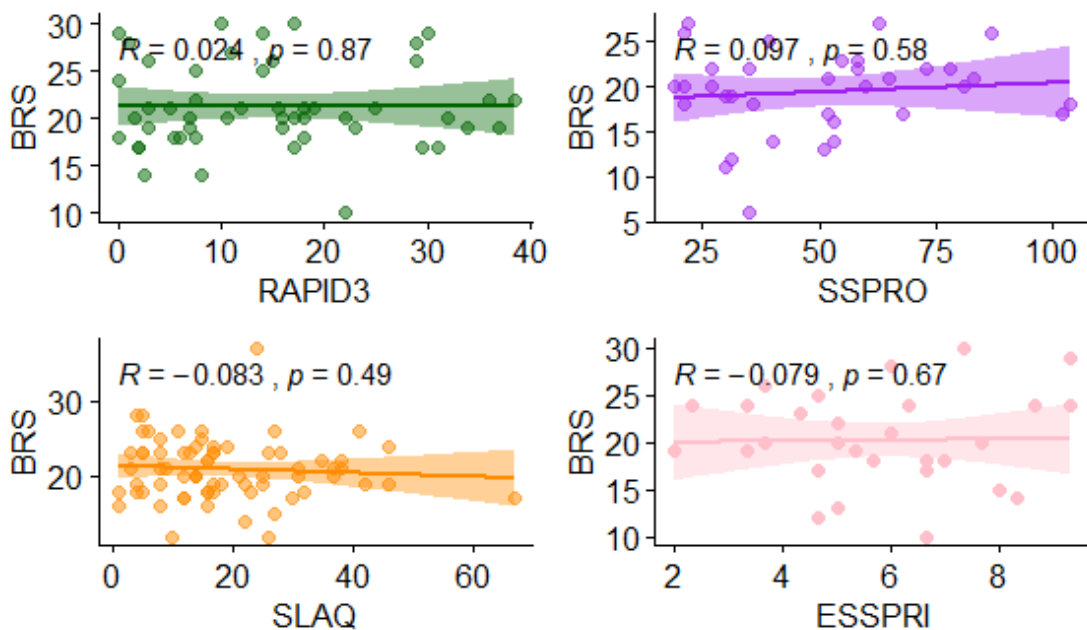 30
25
20
15
10
BRS
R = 0.024 , p = 0.87
0 10 20 30 40
RAPID3
25
20
15
10
5
BRS
R = 0.097 , p = 0.58
25 50 75 100
SSPRO
30
20
BRS
R = −0.083 , p = 0.49
0 20 40 60
SLAQ
30
25
20
15
10
BRS
R = −0.079 , p = 0.67
2 4 6 8
ESSPRI